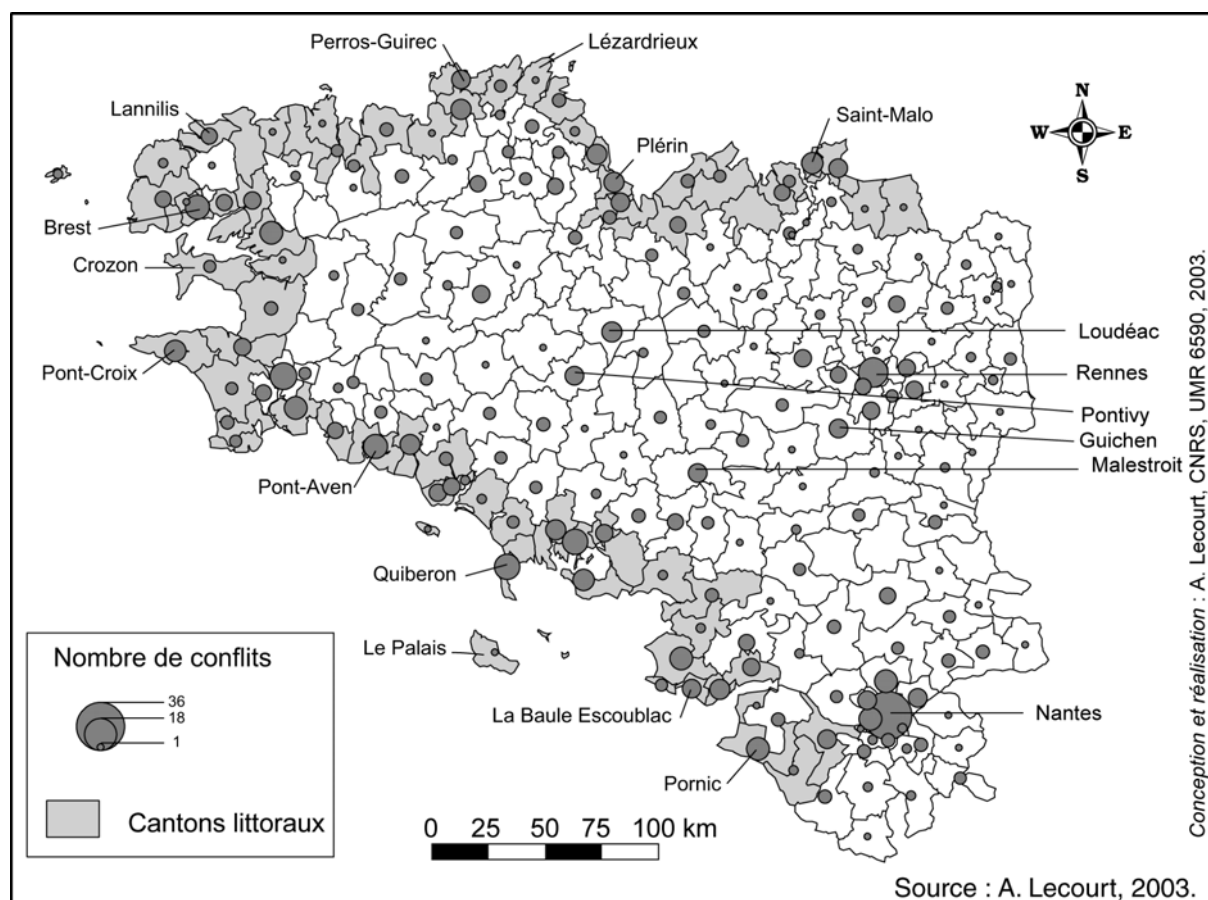 Perros-Guirec
Lézardrieux
Lannilis
Saint-Malo
N
W E
S
Plérin
Brest
Crozon
Loudéac
Pont-Croix
Rennes
Pontivy
Guichen
Malestroit
Pont-Aven
Quiberon
Le Palais
La Baule Escoublac
Nantes
Pornic
Nombre de conflits
36
18
1
Cantons littoraux
0 25 50 75 100 km
Conception et réalisation : A. Lecourt, CNRS, UMR 6590, 2003.
Source : A. Lecourt, 2003.